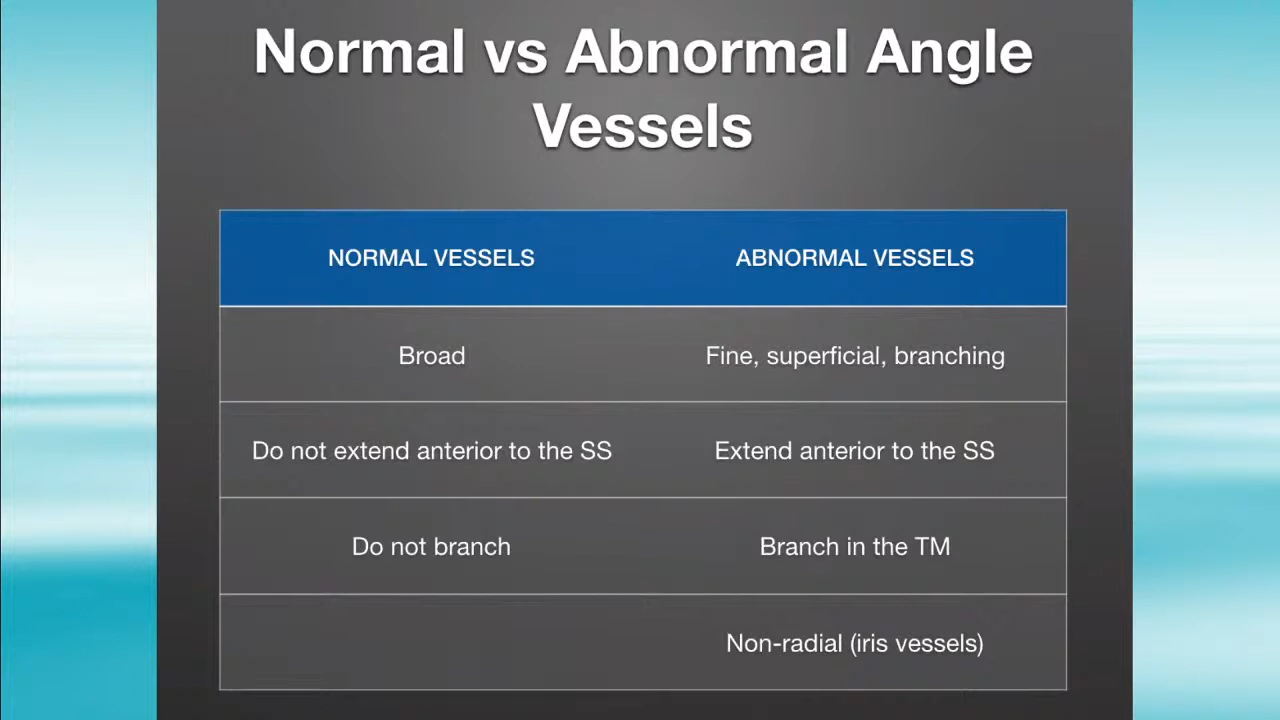 Normal vs Abnormal Angle
Vessels
NORMAL VESSELS
ABNORMAL VESSELS
Broad
Fine, superficial, branching
Do not extend anterior to the SS
Extend anterior to the SS
Do not branch
Branch in the TM
Non-radial (iris vessels)